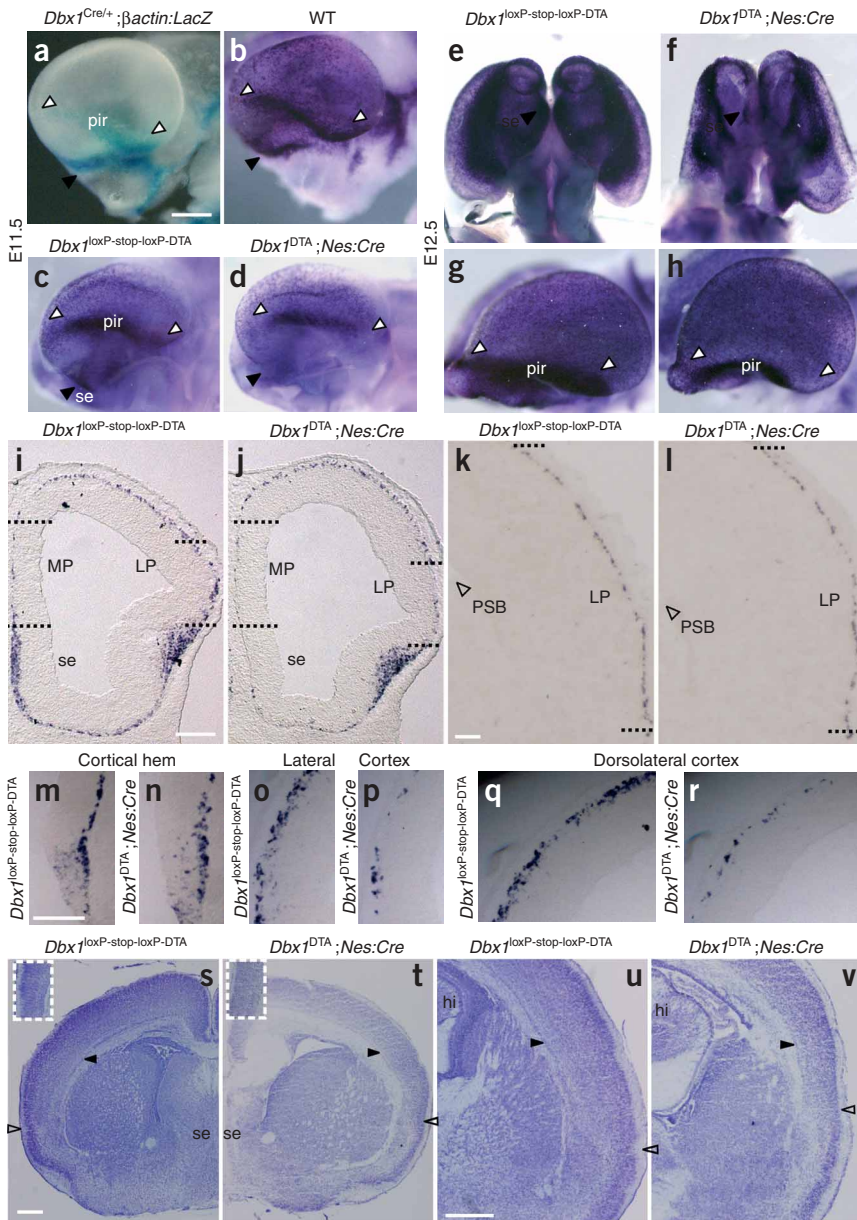 Dbx1Cre/+;βactin:LacZ
WT
Dbx1loxP-stop-loxP-DTA
Dbx1DTA;Nes:Cre
E11.5
a
pir
b
E12.5
e
se
f
s
Dbx1loxP-stop-loxP-DTA
Dbx1DTA;Nes:Cre
c
pir
se
d
g
pir
h
pir
Dbx1loxP-stop-loxP-DTA
Dbx1DTA;Nes:Cre
Dbx1loxP-stop-loxP-DTA
Dbx1DTA;Nes:Cre
i
MP
LP
se
j
MP
LP
se
k
PSB
LP
l
PSB
LP
Cortical hem
Lateral Cortex
Dorsolateral cortex
Dbx1loxP-stop-loxP-DTA
m
Dbx1DTA;Nes:Cre
n
Dbx1loxP-stop-loxP-DTA
o
Dbx1DTA;Nes:Cre
p
Dbx1loxP-stop-loxP-DTA
q
Dbx1DTA;Nes:Cre
r
Dbx1loxP-stop-loxP-DTA
Dbx1DTA;Nes:Cre
Dbx1loxP-stop-loxP-DTA
Dbx1DTA;Nes:Cre
s
se
t
se
u
hi
v
hi